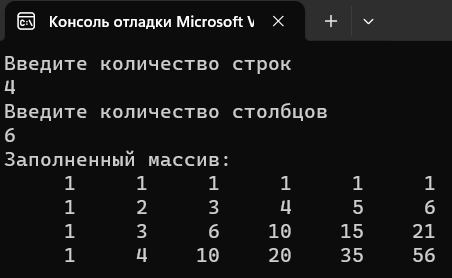 Консоль отладки Microsoft V
Введите количество строк
4
Введите количество столбцов
6
Заполненный массив:
1 1 1 1 1 1
1 2 3 4 5 6
1 3 6 10 15 21
1 4 10 20 35 56